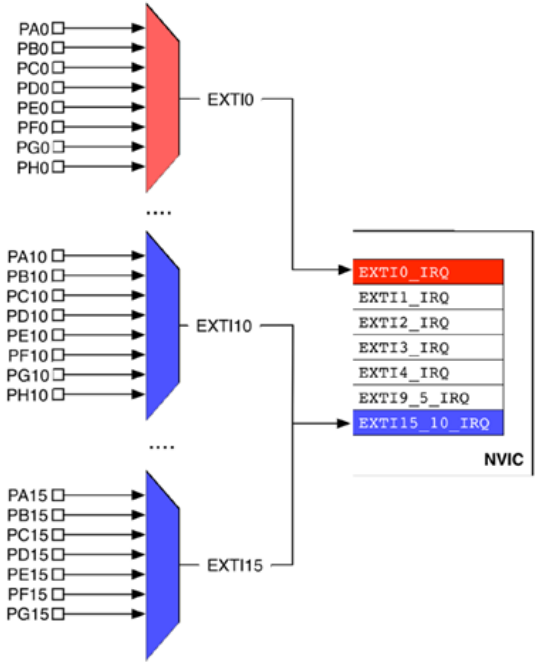 PA0
PB0
PC0
PD0
PE0
PF0
PG0
PH0
EXTI0
....
PA10
PB10
PC10
PD10
PE10
PF10
PG10
PH10
EXTI10
....
PA15
PB15
PC15
PD15
PE15
PF15
PG15
EXTI15
EXTI0_IRQ
EXTI1_IRQ
EXTI2_IRQ
EXTI3_IRQ
EXTI4_IRQ
EXTI9_5_IRQ
EXTI15_10_IRQ
NVIC